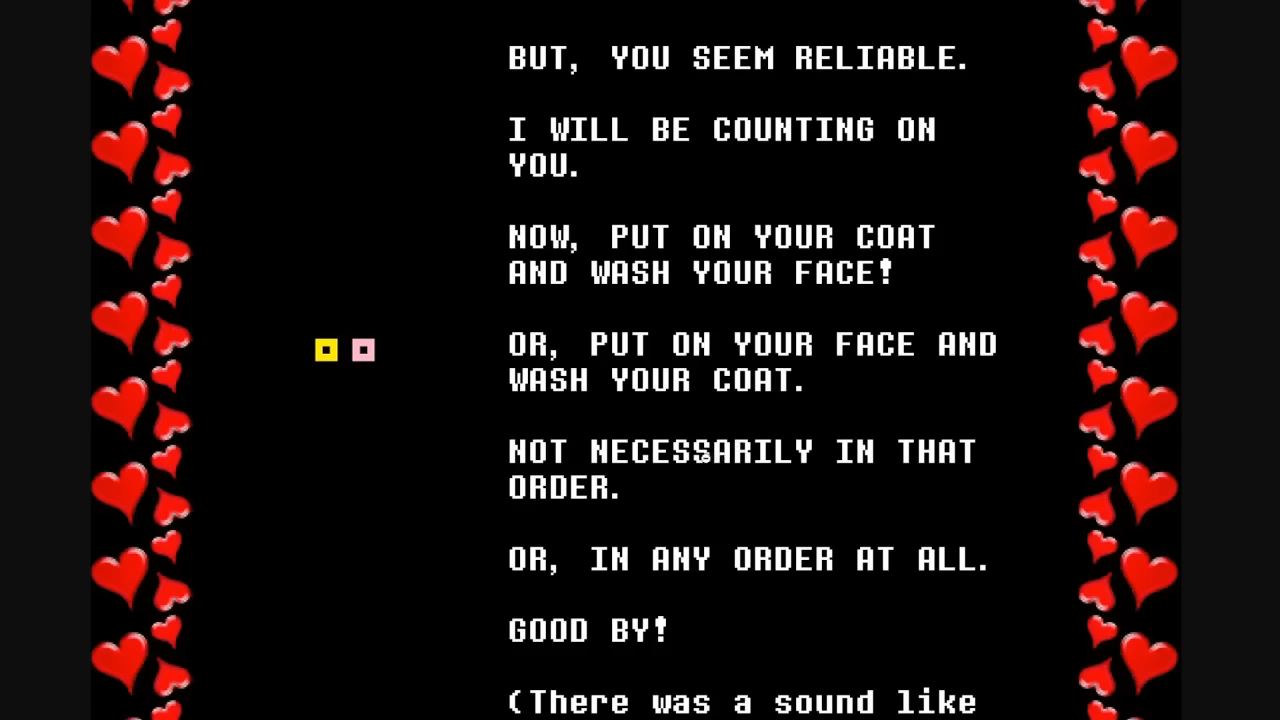 BUT, YOU SEEM RELIABLE.
I WILL BE COUNTING ON
YOU.
NOW, PUT ON YOUR COAT
AND WASH YOUR FACE!
OR, PUT ON YOUR FACE AND
WASH YOUR COAT.
NOT NECESSARILY IN THAT
ORDER.
OR, IN ANY ORDER AT ALL.
GOOD BY!
(There was a sound like